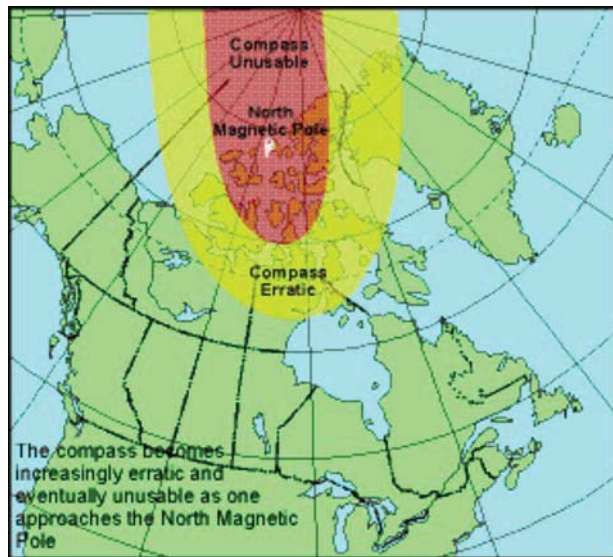 Compass
Unusable
North
Magnetic Pole
Compass
Erratic
The compass becomes
increasingly erratic and
eventually unusable as one
approaches the North Magnetic
Pole